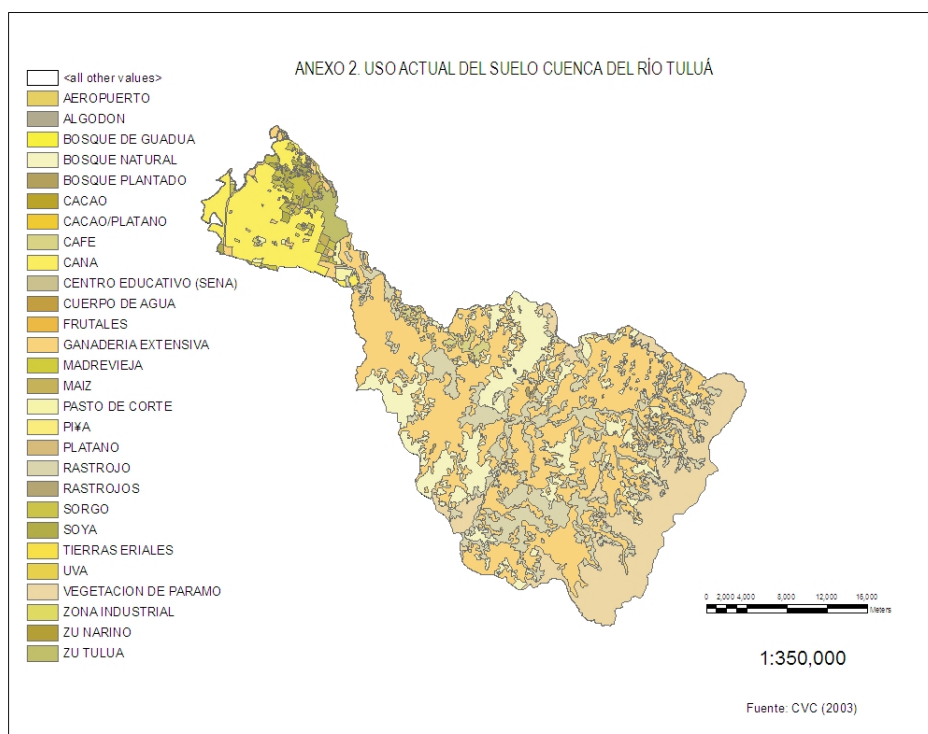 ANEXO 2. USO ACTUAL DEL SUELO CUENCA DEL RÍO TULUÁ
<all other values>
AEROPUERTO
ALGODON
BOSQUE DE GUADUA
BOSQUE NATURAL
BOSQUE PLANTADO
CACAO
CACAO/PLATANO
CAFE
CANA
CENTRO EDUCATIVO (SENA)
CUERPO DE AGUA
FRUTALES
GANADERIA EXTENSIVA
MADREVIEJA
MAIZ
PASTO DE CORTE
PI¥A
PLATANO
RASTROJO
RASTROJOS
SORGO
SOYA
TIERRAS ERIALES
UVA
VEGETACION DE PARAMO
ZONA INDUSTRIAL
ZU NARINO
ZU TULUA
0 2,000 4,000 8,000 12,000 16,000
Meters
1:350,000
Fuente: CVC (2003)